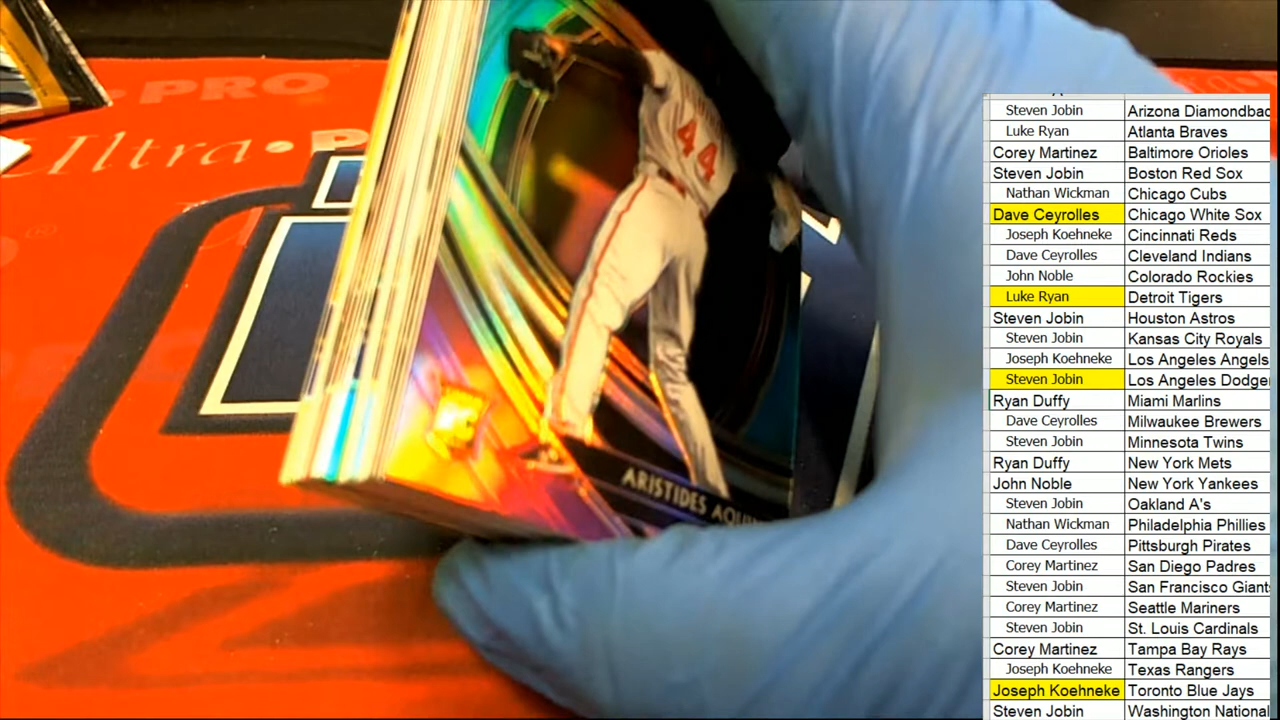 PRO
Ultra•P
®
44
ARISTIDES AQU
Steven Jobin Arizona Diamondbac
Luke Ryan Atlanta Braves
Corey Martinez Baltimore Orioles
Steven Jobin Boston Red Sox
Nathan Wickman Chicago Cubs
Dave Ceyrolles Chicago White Sox
Joseph Koehneke Cincinnati Reds
Dave Ceyrolles Cleveland Indians
John Noble Colorado Rockies
Luke Ryan Detroit Tigers
Steven Jobin Houston Astros
Steven Jobin Kansas City Royals
Joseph Koehneke Los Angeles Angels
Steven Jobin Los Angeles Dodge
Ryan Duffy Miami Marlins
Dave Ceyrolles Milwaukee Brewers
Steven Jobin Minnesota Twins
Ryan Duffy New York Mets
John Noble New York Yankees
Steven Jobin Oakland A's
Nathan Wickman Philadelphia Phillies
Dave Ceyrolles Pittsburgh Pirates
Corey Martinez San Diego Padres
Steven Jobin San Francisco Giant
Corey Martinez Seattle Mariners
Steven Jobin St. Louis Cardinals
Corey Martinez Tampa Bay Rays
Joseph Koehneke Texas Rangers
Joseph Koehneke Toronto Blue Jays
Steven Jobin Washington National